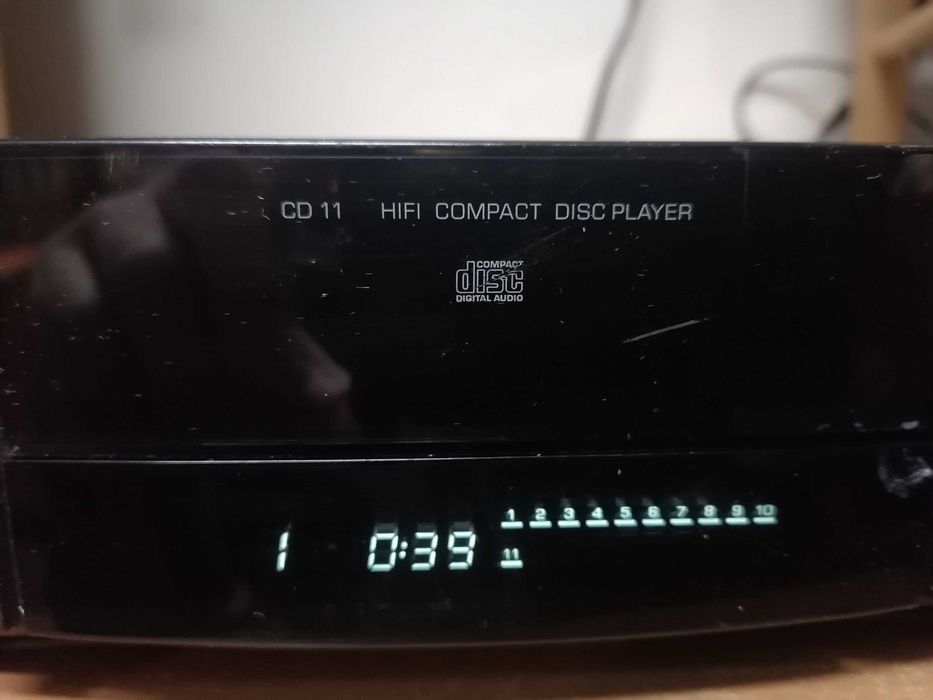 CD 11 HIFI COMPACT DISC PLAYER
COMPACT
disc
DIGITAL AUDIO
1 0:39 1 2 3 4 5 6 7 8 9 10
11